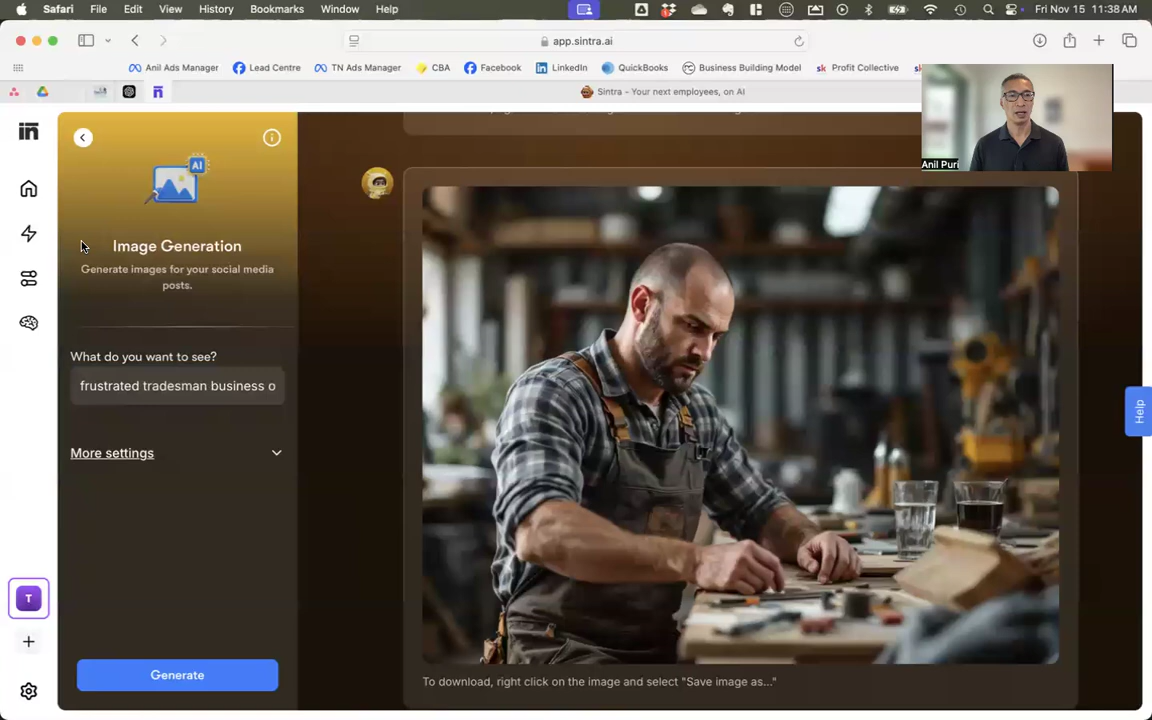 Safari File Edit View History Bookmarks Window Help
Fri Nov 15 11:38 AM
app.sintra.ai
Anil Ads Manager Lead Centre TN Ads Manager CBA Facebook LinkedIn QuickBooks Business Building Model Profit Collective
Sintra - Your next employees, on AI
Anil Puri
AI
Image Generation
Generate images for your social media
posts.
What do you want to see?
frustrated tradesman business o
More settings
Help
T
Generate
To download, right click on the image and select "Save image as..."